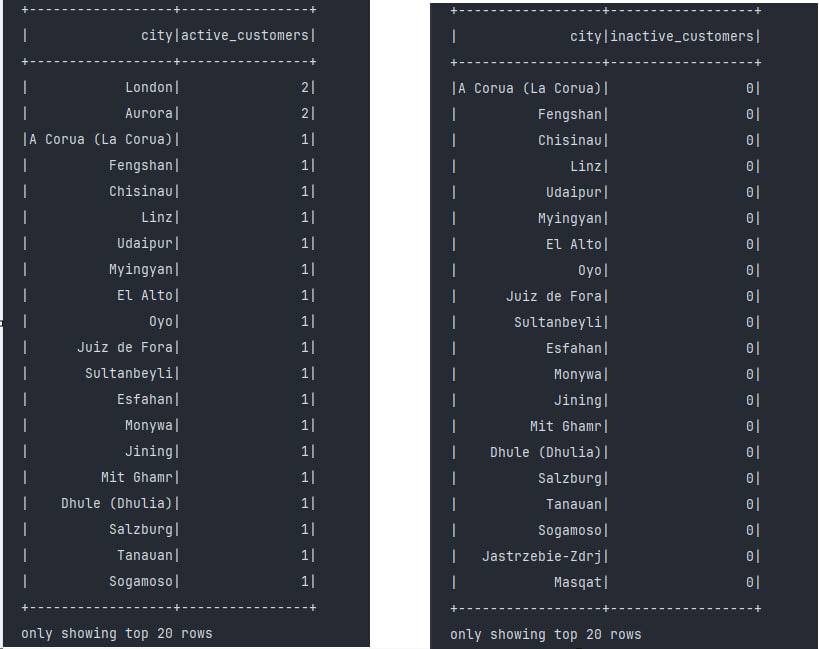 +------------------+----------------+
|              city|active_customers|
+------------------+----------------+
|            London|               2|
|            Aurora|               2|
|A Corua (La Corua)|               1|
|          Fengshan|               1|
|          Chisinau|               1|
|              Linz|               1|
|           Udaipur|               1|
|          Myingyan|               1|
|           El Alto|               1|
|               Oyo|               1|
|      Juiz de Fora|               1|
|       Sultanbeyli|               1|
|           Esfahan|               1|
|            Monywa|               1|
|            Jining|               1|
|         Mit Ghamr|               1|
|    Dhule (Dhulia)|               1|
|          Salzburg|               1|
|           Tanauan|               1|
|          Sogamoso|               1|
+------------------+----------------+
only showing top 20 rows
+------------------+------------------+
|              city|inactive_customers|
+------------------+------------------+
|A Corua (La Corua)|                 0|
|          Fengshan|                 0|
|          Chisinau|                 0|
|              Linz|                 0|
|           Udaipur|                 0|
|          Myingyan|                 0|
|           El Alto|                 0|
|               Oyo|                 0|
|      Juiz de Fora|                 0|
|       Sultanbeyli|                 0|
|           Esfahan|                 0|
|            Monywa|                 0|
|            Jining|                 0|
|         Mit Ghamr|                 0|
|    Dhule (Dhulia)|                 0|
|          Salzburg|                 0|
|           Tanauan|                 0|
|          Sogamoso|                 0|
|   Jastrzebie-Zdrj|                 0|
|            Masqat|                 0|
+------------------+------------------+
only showing top 20 rows